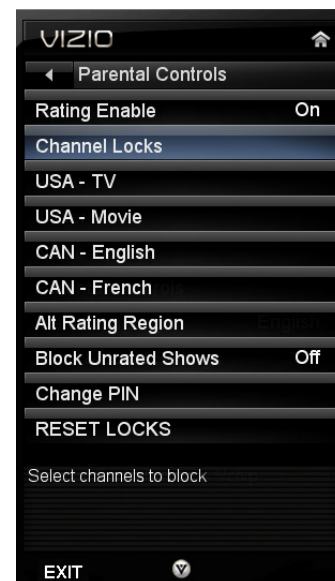 VIZIO
Parental Controls
Rating Enable On
Channel Locks
USA - TV
USA - Movie
CAN - English
CAN - French
Alt Rating Region English
Block Unrated Shows Off
Change PIN
RESET LOCKS
Select channels to block
EXIT V